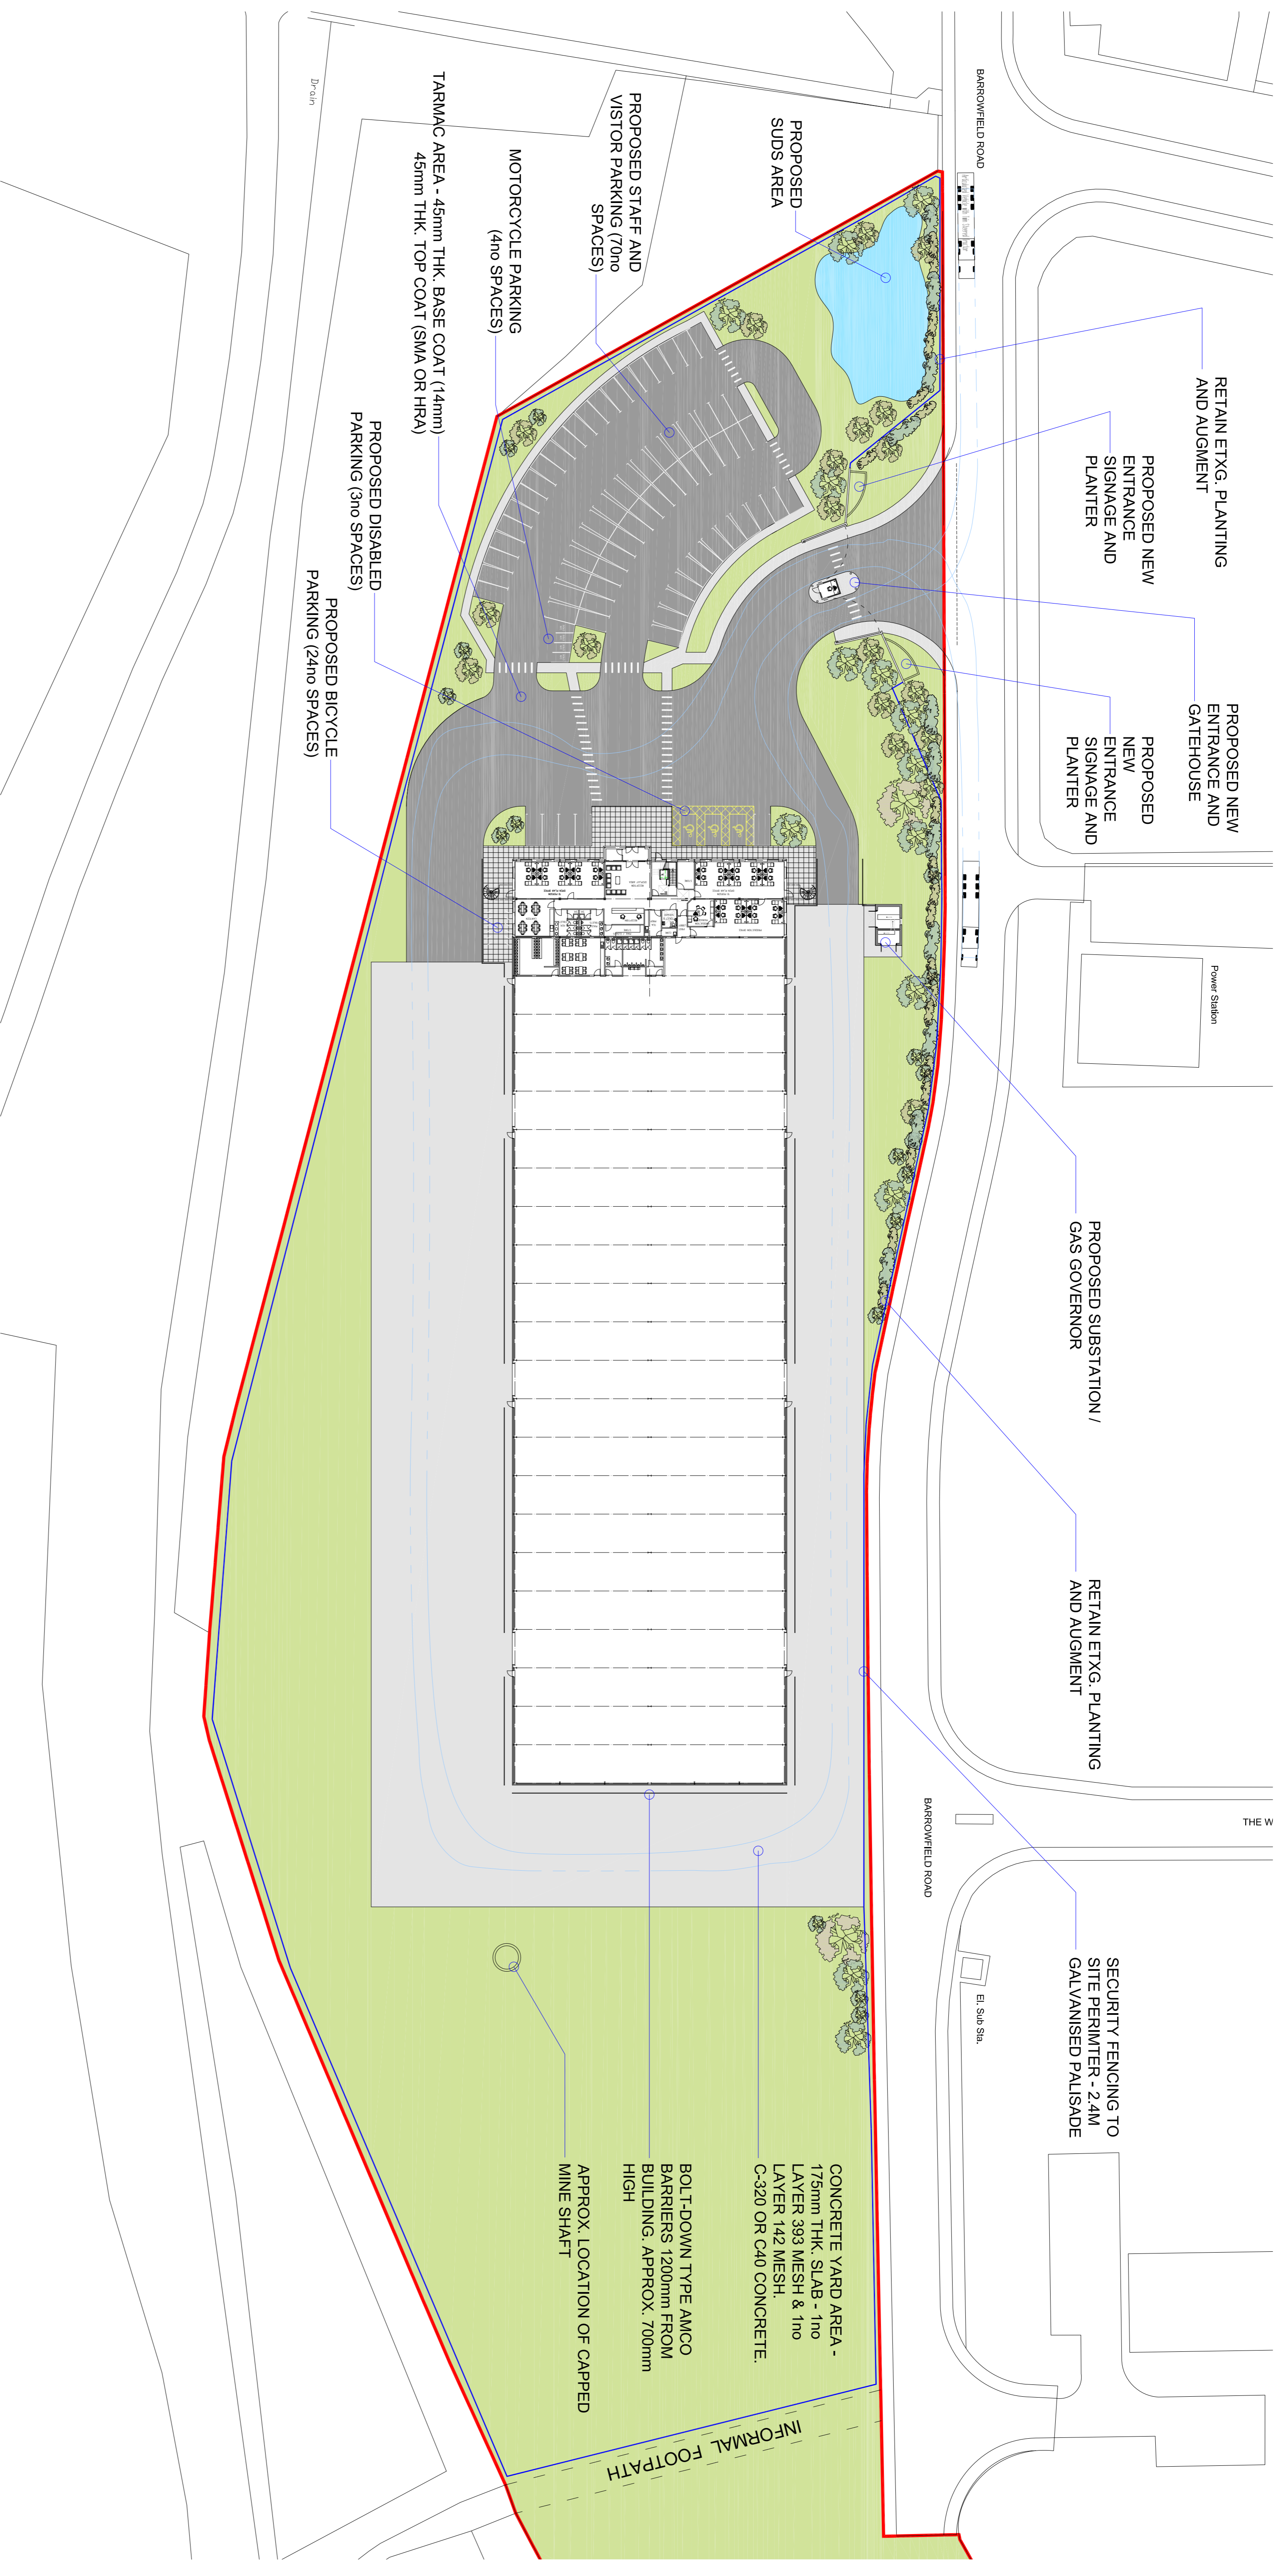 BARROWFIELD ROAD
RETAIN ETXG. PLANTING
AND AUGMENT
PROPOSED NEW
ENTRANCE
SIGNAGE AND
PLANTER
PROPOSED NEW
ENTRANCE AND
GATEHOUSE
PROPOSED
NEW
ENTRANCE
SIGNAGE AND
PLANTER
Power Station
PROPOSED SUBSTATION /
GAS GOVERNOR
RETAIN ETXG. PLANTING
AND AUGMENT
THE W
BARROWFIELD ROAD
El. Sub Sta.
SECURITY FENCING TO
SITE PERIMTER - 2.4M
GALVANISED PALISADE
PROPOSED
SUDS AREA
PROPOSED STAFF AND
VISTOR PARKING (70no
SPACES)
MOTORCYCLE PARKING
(4no SPACES)
TARMAC AREA - 45mm THK. BASE COAT (14mm)
45mm THK. TOP COAT (SMA OR HRA)
PROPOSED DISABLED
PARKING (3no SPACES)
PROPOSED BICYCLE
PARKING (24no SPACES)
Drain
CONCRETE YARD AREA -
175mm THK. SLAB - 1no
LAYER 393 MESH & 1no
LAYER 142 MESH.
C-320 OR C40 CONCRETE.
BOLT-DOWN TYPE AMCO
BARRIERS 1200mm FROM
BUILDING. APPROX. 700mm
HIGH
APPROX. LOCATION OF CAPPED
MINE SHAFT
INFORMAL FOOTPATH